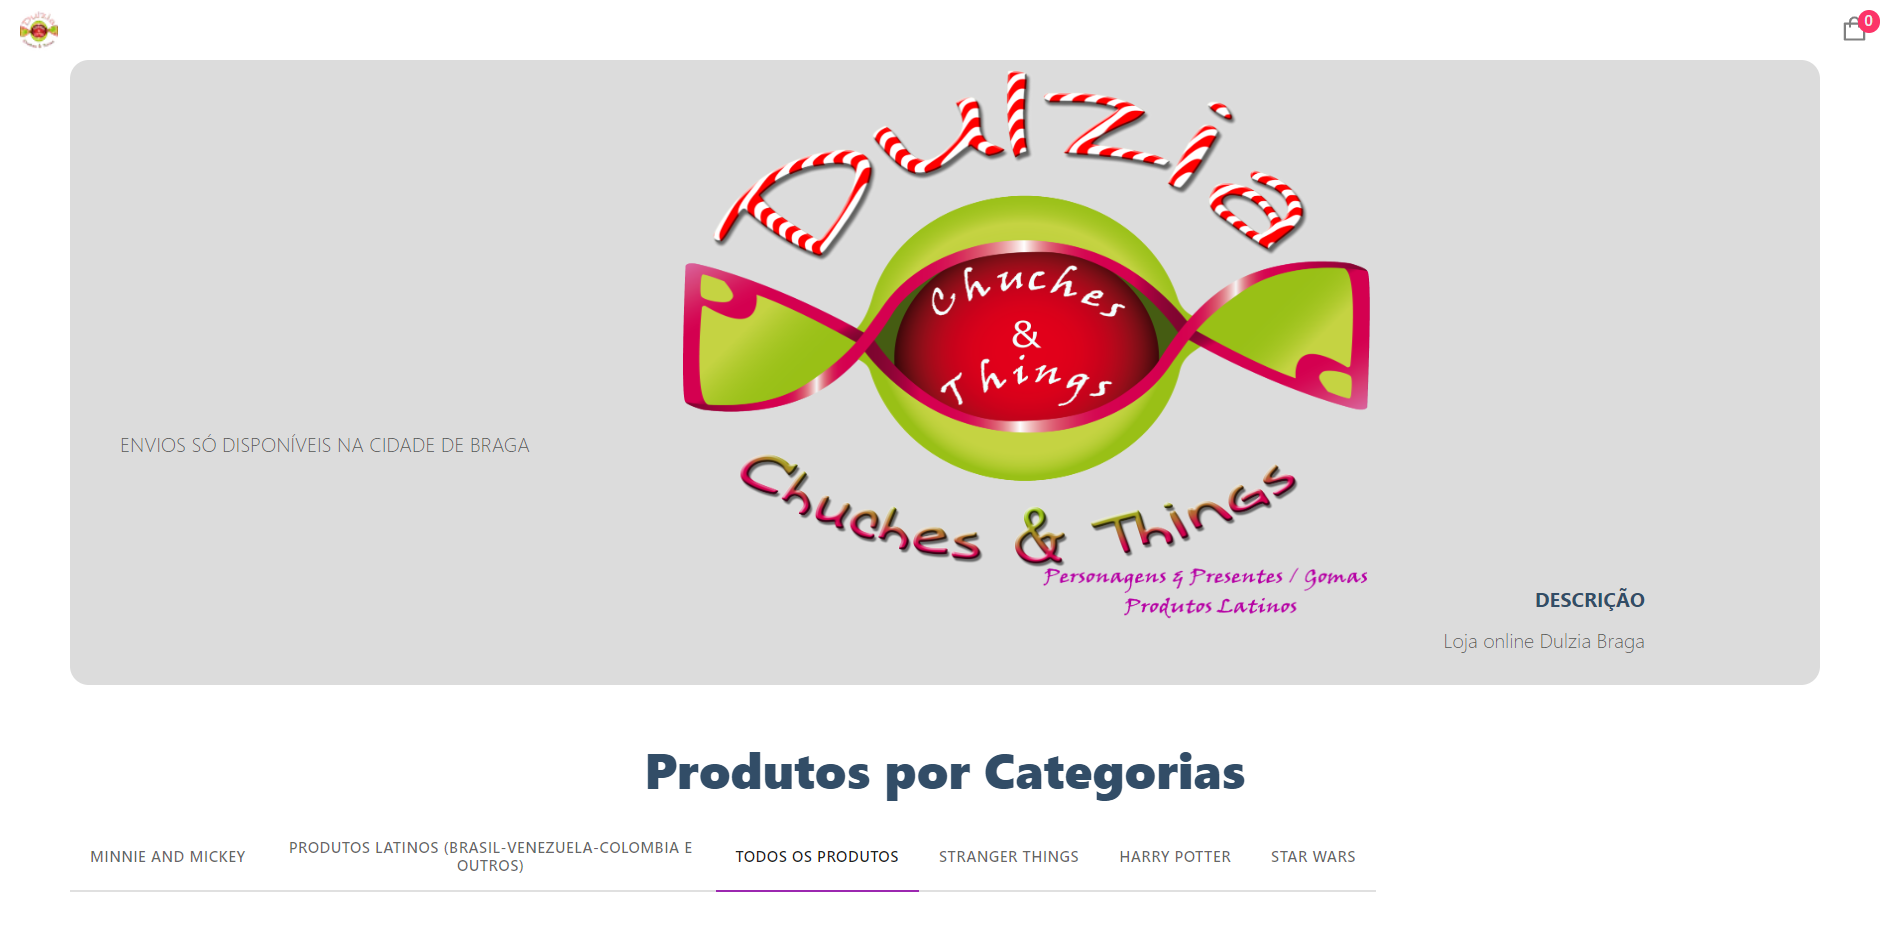 Dulzia
0
Dulzia
Chuches
&
Things
ENVIOS SÓ DISPONÍVEIS NA CIDADE DE BRAGA
Chuches & Things
Personagens & Presentes / Gomas
Produtos Latinos
DESCRIÇÃO
Loja online Dulzia Braga
Produtos por Categorias
MINNIE AND MICKEY
PRODUTOS LATINOS (BRASIL-VENEZUELA-COLOMBIA E
OUTROS)
TODOS OS PRODUTOS
STRANGER THINGS
HARRY POTTER
STAR WARS